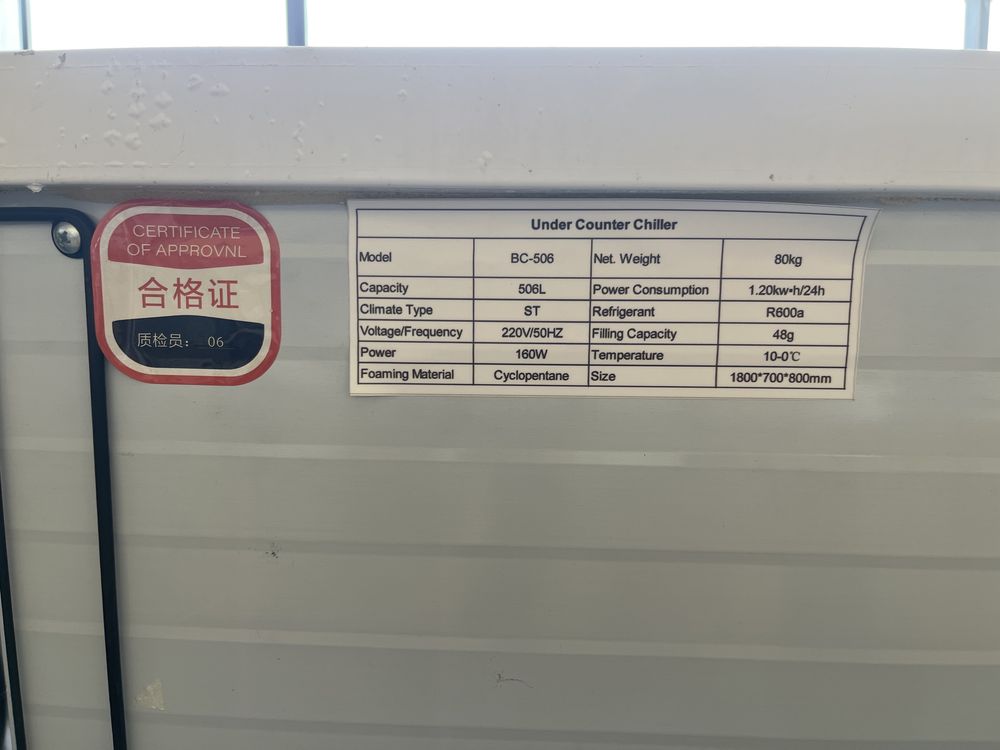 CERTIFICATE
OF APPROVNL
合格证
质检员： 06
Under Counter Chiller
Model BC-506 Net. Weight 80kg
Capacity 506L Power Consumption 1.20kw•h/24h
Climate Type ST Refrigerant R600a
Voltage/Frequency 220V/50HZ Filling Capacity 48g
Power 160W Temperature 10-0℃
Foaming Material Cyclopentane Size 1800*700*800mm